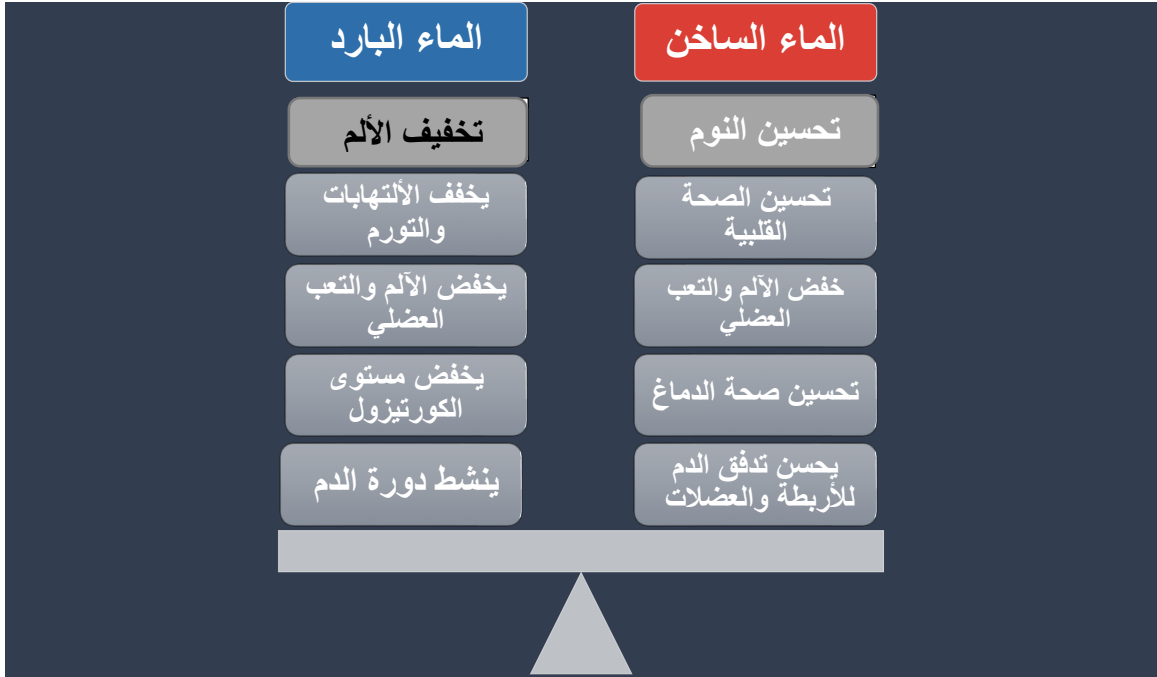 الماء الساخن
تحسين النوم
تحسين الصحة
القلبية
خفض الآلم والتعب
العضلي
تحسين صحة الدماغ
يحسن تدفق الدم
للأربطة والعضلات
الماء البارد
تخفيف الألم
يخفف الألتهابات
والتورم
يخفض الآلم والتعب
العضلي
يخفض مستوى
الكورتيزول
ينشط دورة الدم